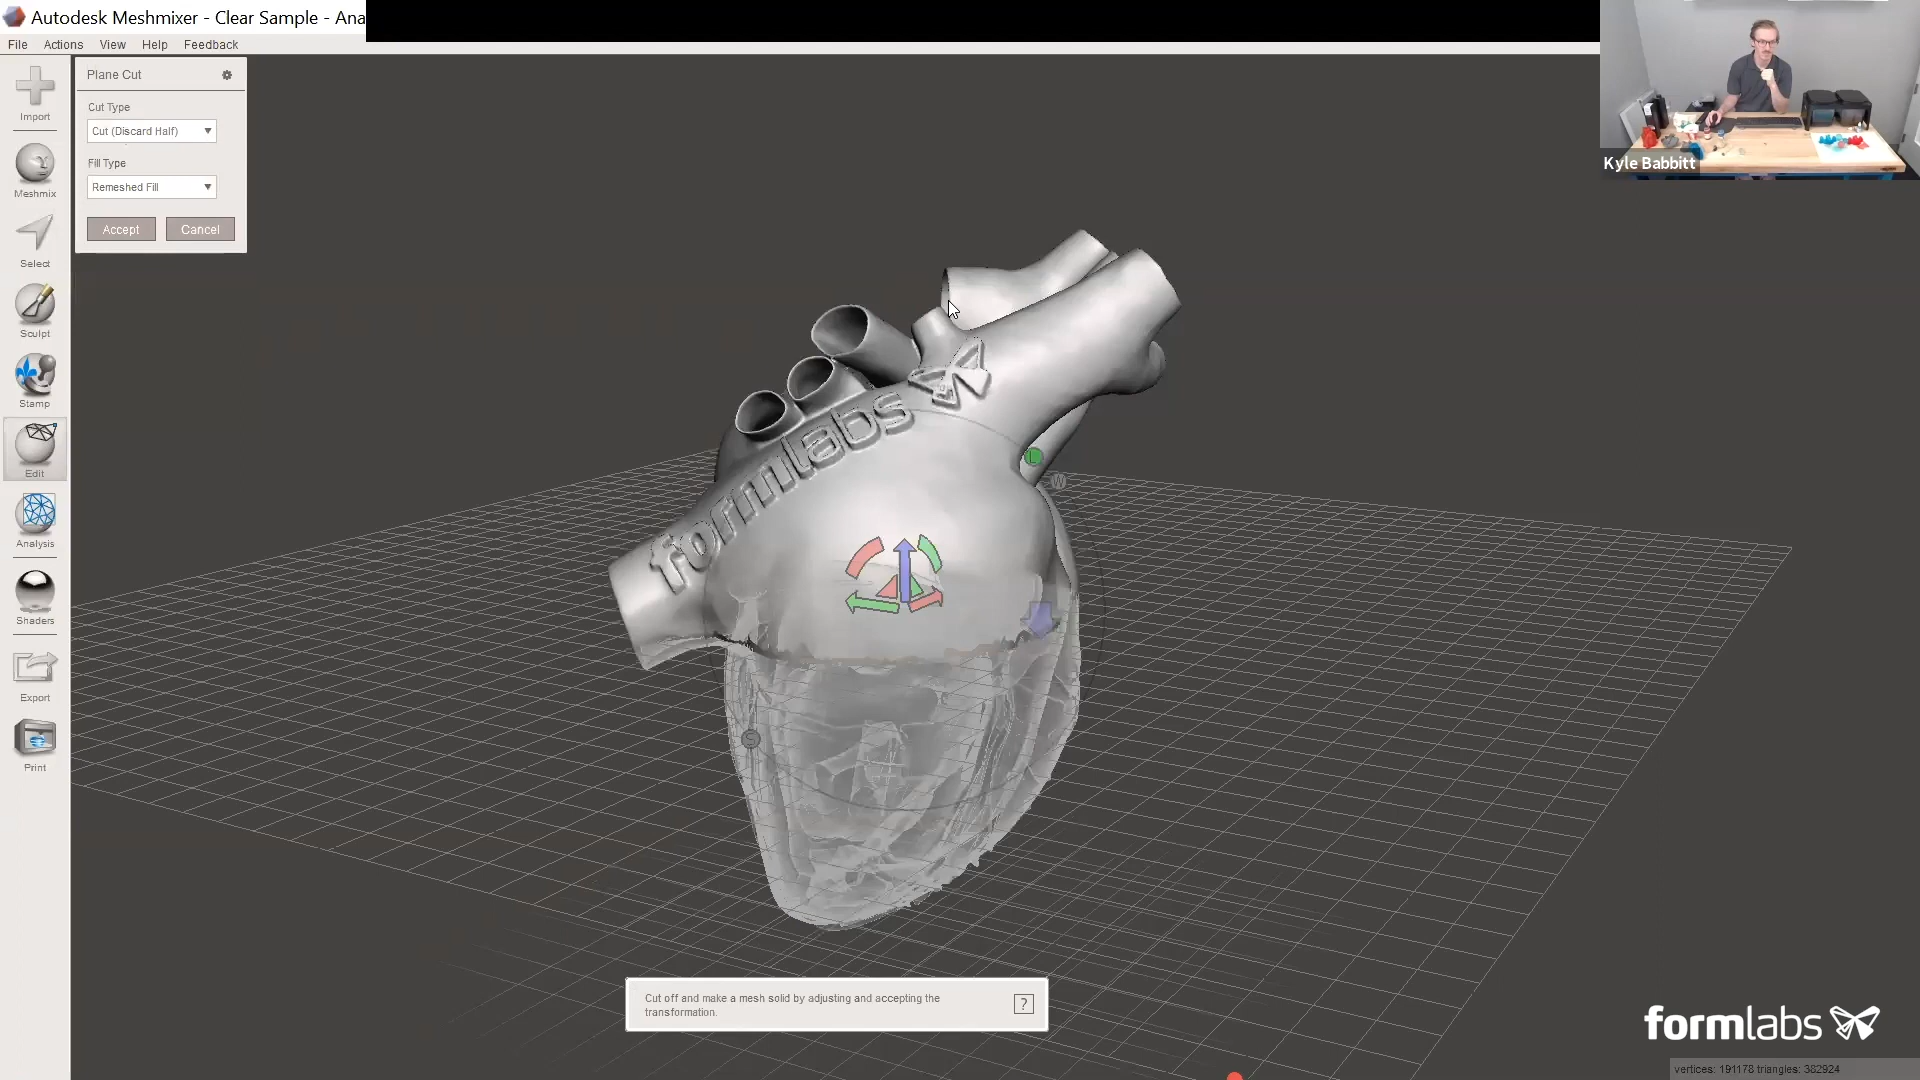 Autodesk Meshmixer - Clear Sample - Ana
File Actions View Help Feedback
Kyle Babbitt
Import
Meshmix
Select
Sculpt
Stamp
Edit
Analysis
Shaders
Export
Print
Plane Cut
Cut Type
Cut (Discard Half)
Fill Type
Remeshed Fill
Accept Cancel
formlabs
L
W
S
Cut off and make a mesh solid by adjusting and accepting the
transformation.
?
formlabs
vertices: 191178 triangles: 382924